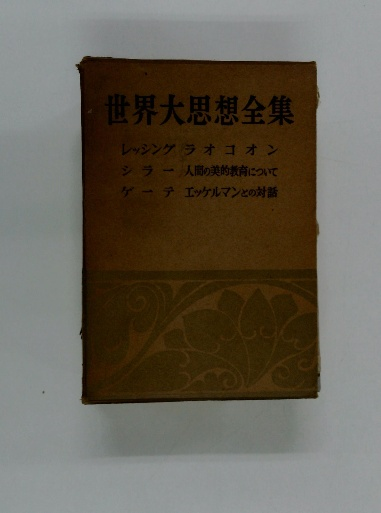 世界大思想全集
レッシング ラオコオン
シラー 人間の美的教育について
ゲーテ エッケルマンとの対話